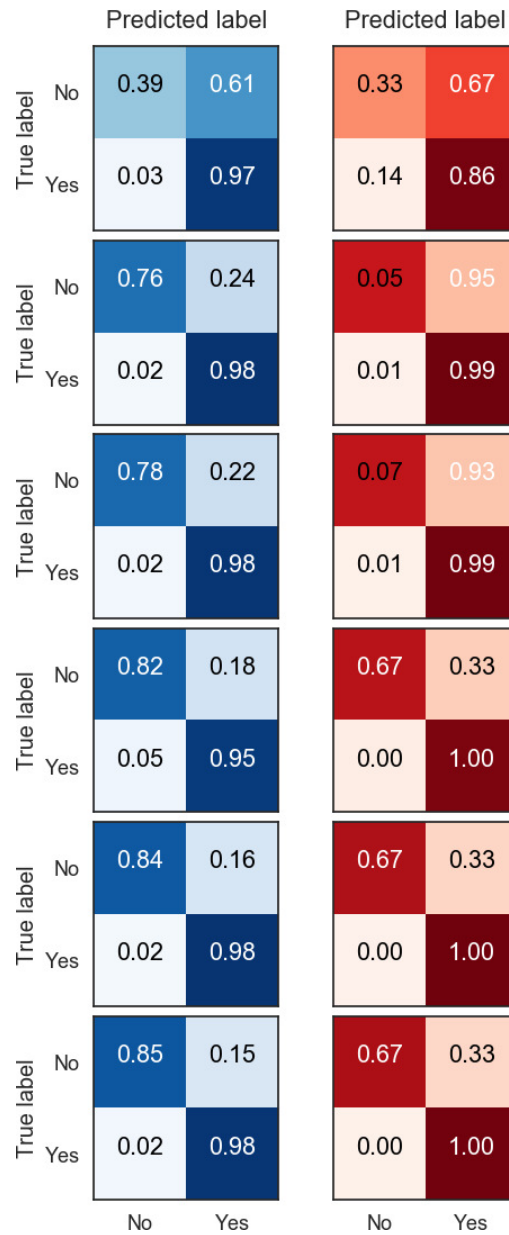 Predicted label Predicted label
True label
No 0.39 0.61 0.33 0.67
Yes 0.03 0.97 0.14 0.86
True label
No 0.76 0.24 0.05 0.95
Yes 0.02 0.98 0.01 0.99
True label
No 0.78 0.22 0.07 0.93
Yes 0.02 0.98 0.01 0.99
True label
No 0.82 0.18 0.67 0.33
Yes 0.05 0.95 0.00 1.00
True label
No 0.84 0.16 0.67 0.33
Yes 0.02 0.98 0.00 1.00
True label
No 0.85 0.15 0.67 0.33
Yes 0.02 0.98 0.00 1.00
No Yes No Yes